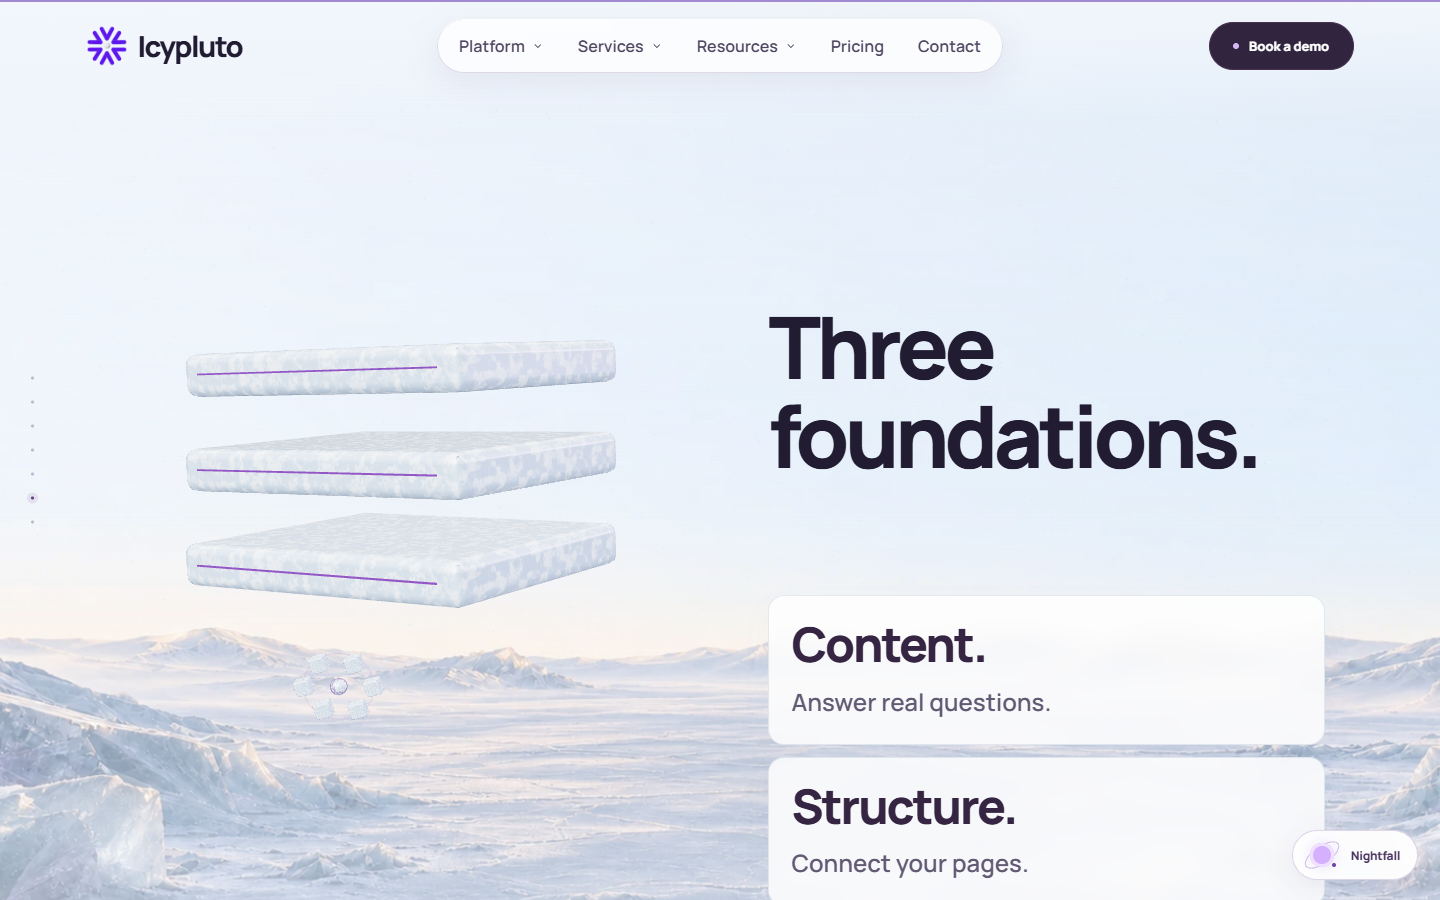 Icypluto
Platform
Services
Resources
Pricing
Contact
Book a demo
Three
foundations.
Content.
Answer real questions.
Structure.
Connect your pages.
Nightfall